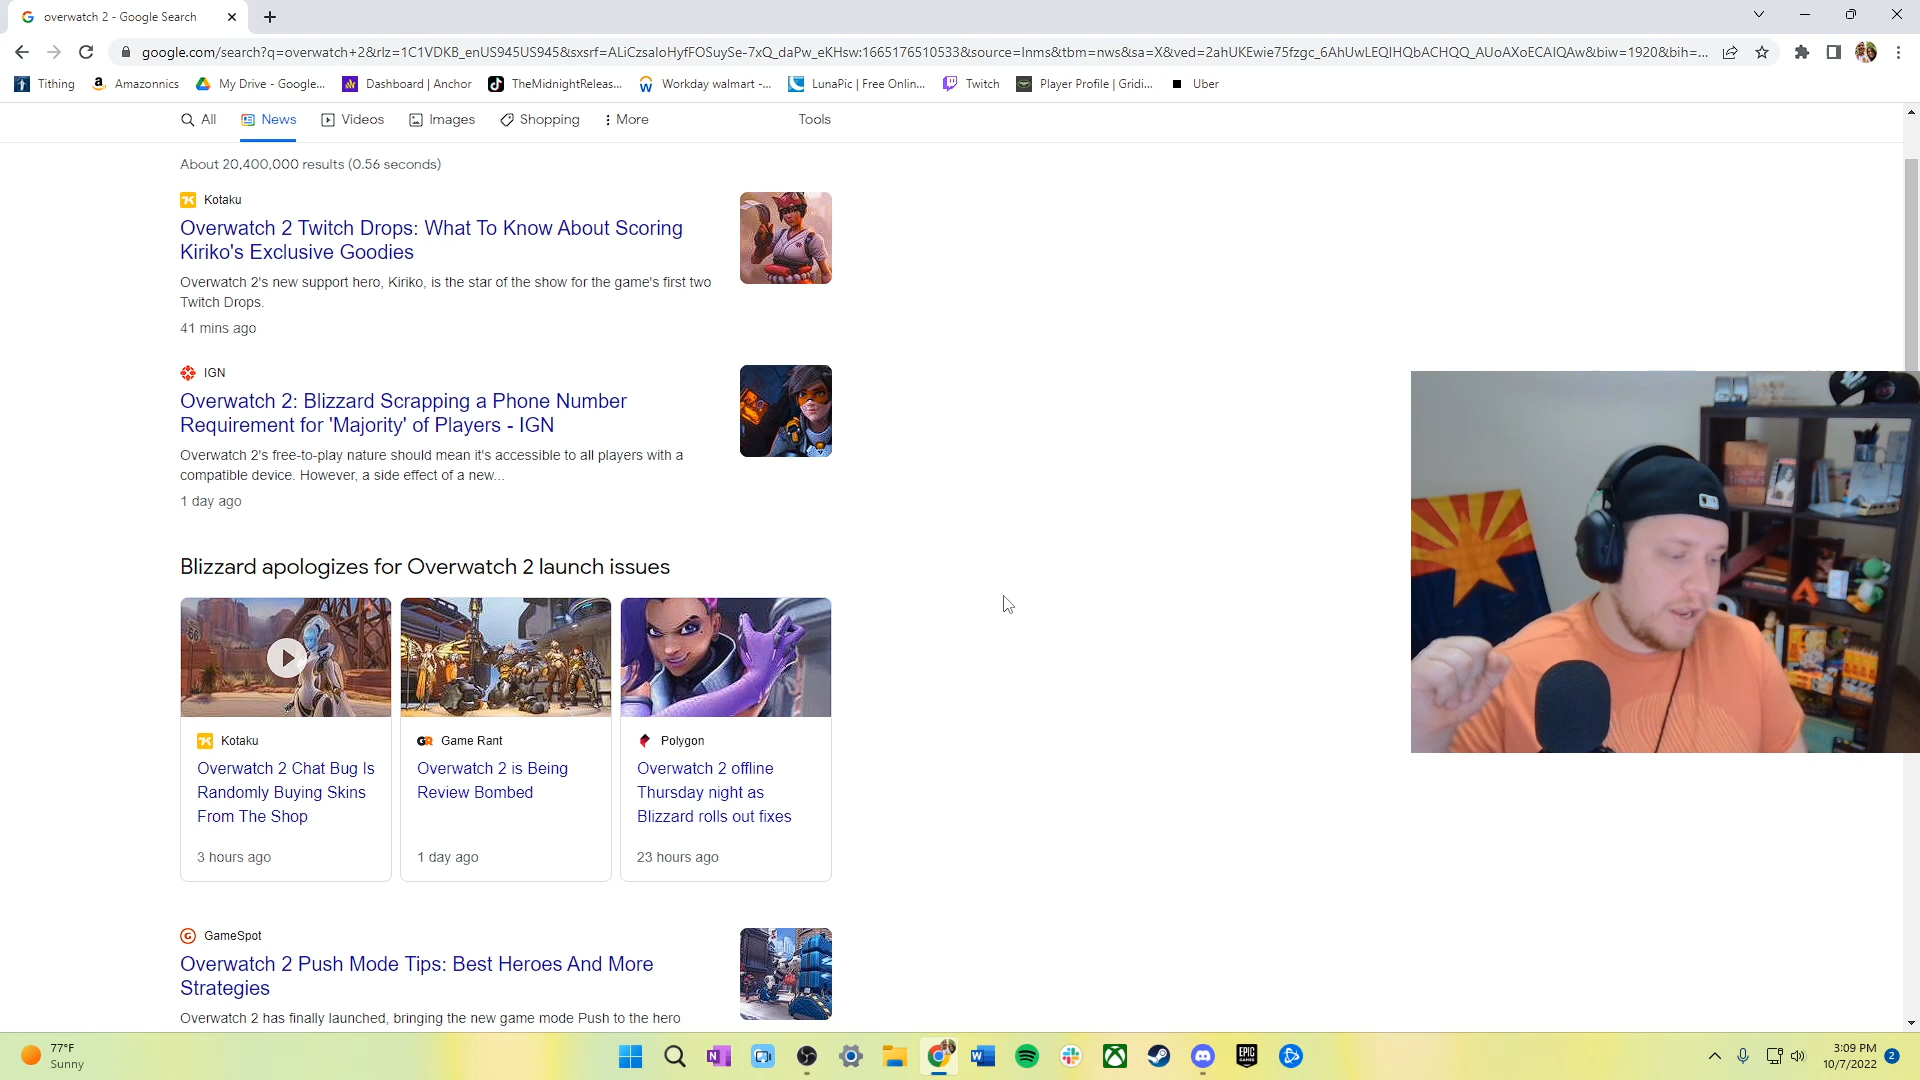 overwatch 2 - Google Search
google.com/search?q=overwatch+2&rlz=1C1VDKB_enUS945US945&sxsrf=ALiCzsaloHyfFOSuySe-7xQ_daPw_eKHsw:1665176510533&source=lnms&tbm=nws&sa=X&ved=2ahUKEwie75fzgc_6AhUwLEQIHQbACHQQ_AUoAXoECAIQAw&biw=1920&bih=...
Tithing Amazonnics My Drive - Google... Dashboard | Anchor TheMidnightReleas... Workday walmart -... LunaPic | Free Onlin... Twitch Player Profile | Gridi... Uber
All News Videos Images Shopping More Tools
About 20,400,000 results (0.56 seconds)
Kotaku
Overwatch 2 Twitch Drops: What To Know About Scoring
Kiriko's Exclusive Goodies
Overwatch 2's new support hero, Kiriko, is the star of the show for the game's first two
Twitch Drops.
41 mins ago
IGN
Overwatch 2: Blizzard Scrapping a Phone Number
Requirement for 'Majority' of Players - IGN
Overwatch 2's free-to-play nature should mean it's accessible to all players with a
compatible device. However, a side effect of a new...
1 day ago
Blizzard apologizes for Overwatch 2 launch issues
Kotaku
Overwatch 2 Chat Bug Is
Randomly Buying Skins
From The Shop
3 hours ago
Game Rant
Overwatch 2 is Being
Review Bombed
1 day ago
Polygon
Overwatch 2 offline
Thursday night as
Blizzard rolls out fixes
23 hours ago
GameSpot
Overwatch 2 Push Mode Tips: Best Heroes And More
Strategies
Overwatch 2 has finally launched, bringing the new game mode Push to the hero
77°F
Sunny
3:09 PM
10/7/2022
2